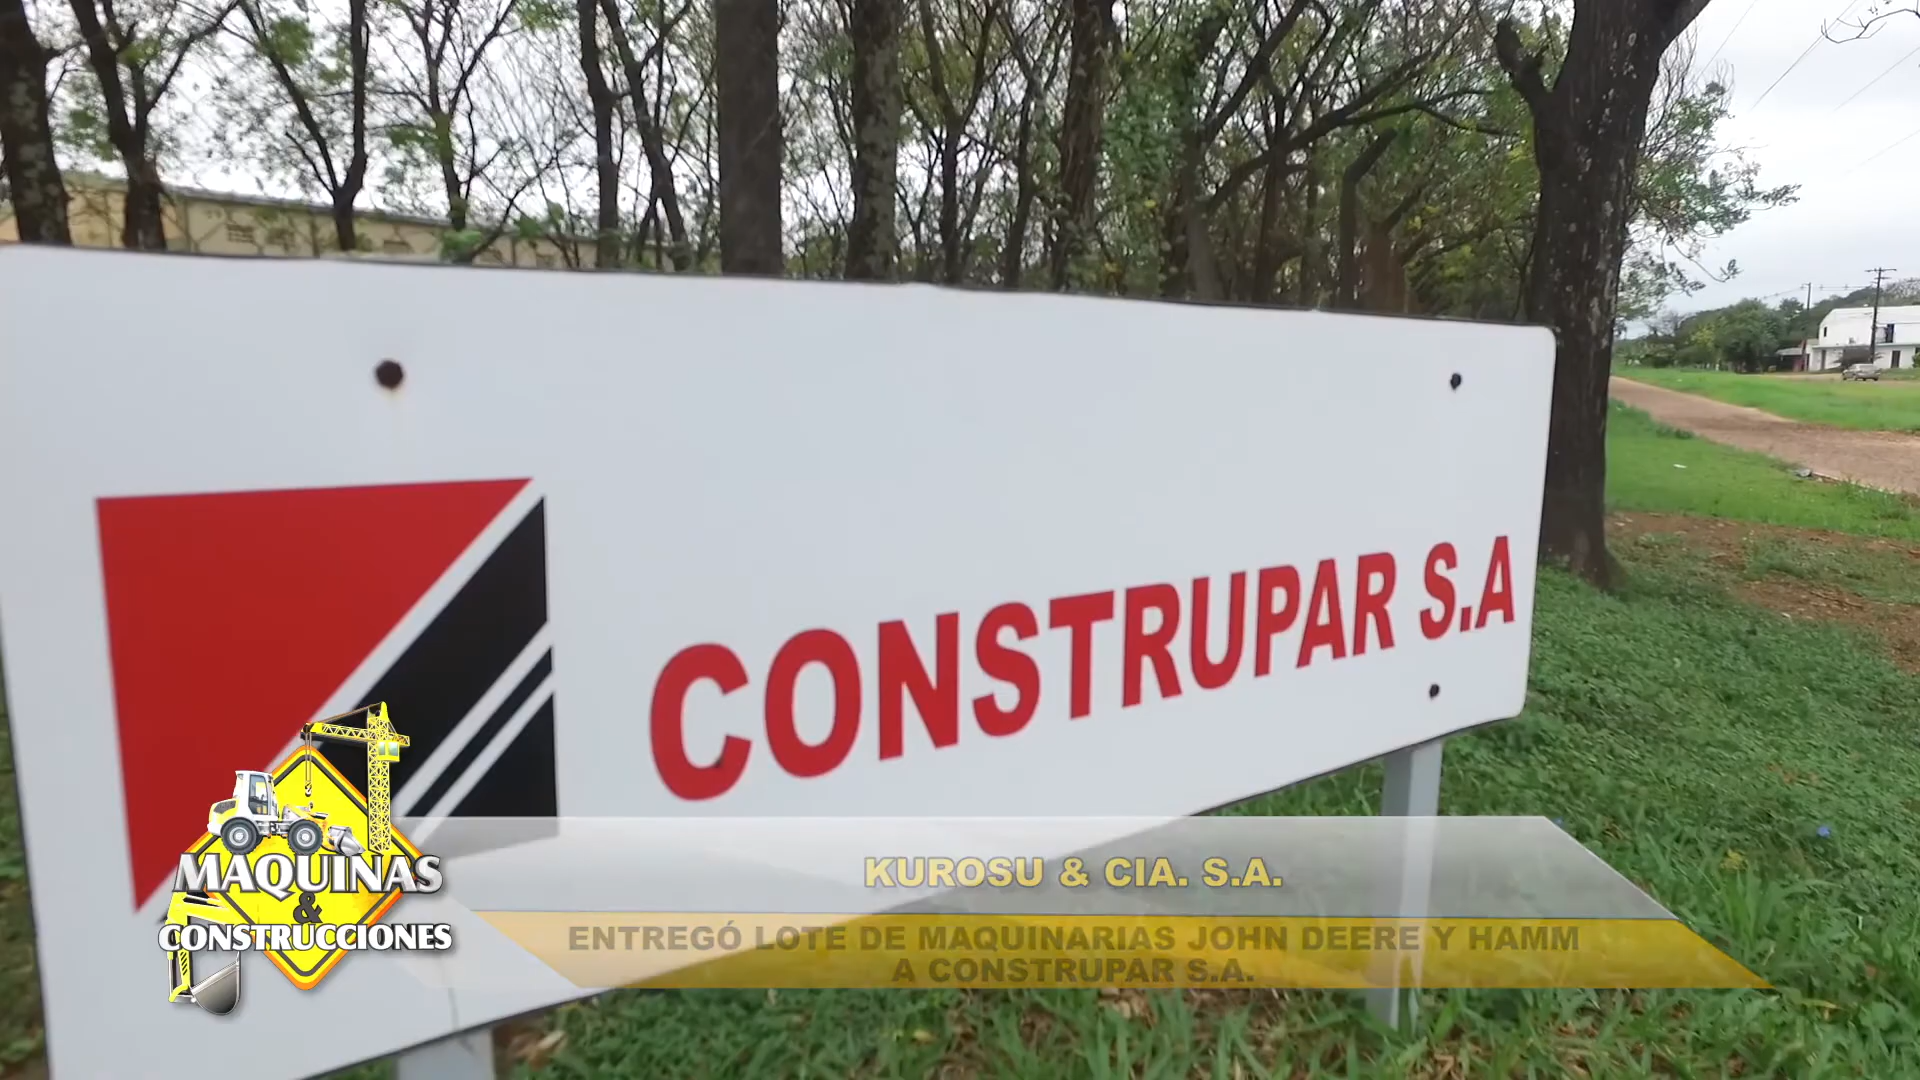 CONSTRUPAR S.A
MAQUINAS
&
CONSTRUCCIONES
KUROSU & CIA. S.A.
ENTREGÓ LOTE DE MAQUINARIAS JOHN DEERE Y HAMM
A CONSTRUPAR S.A.